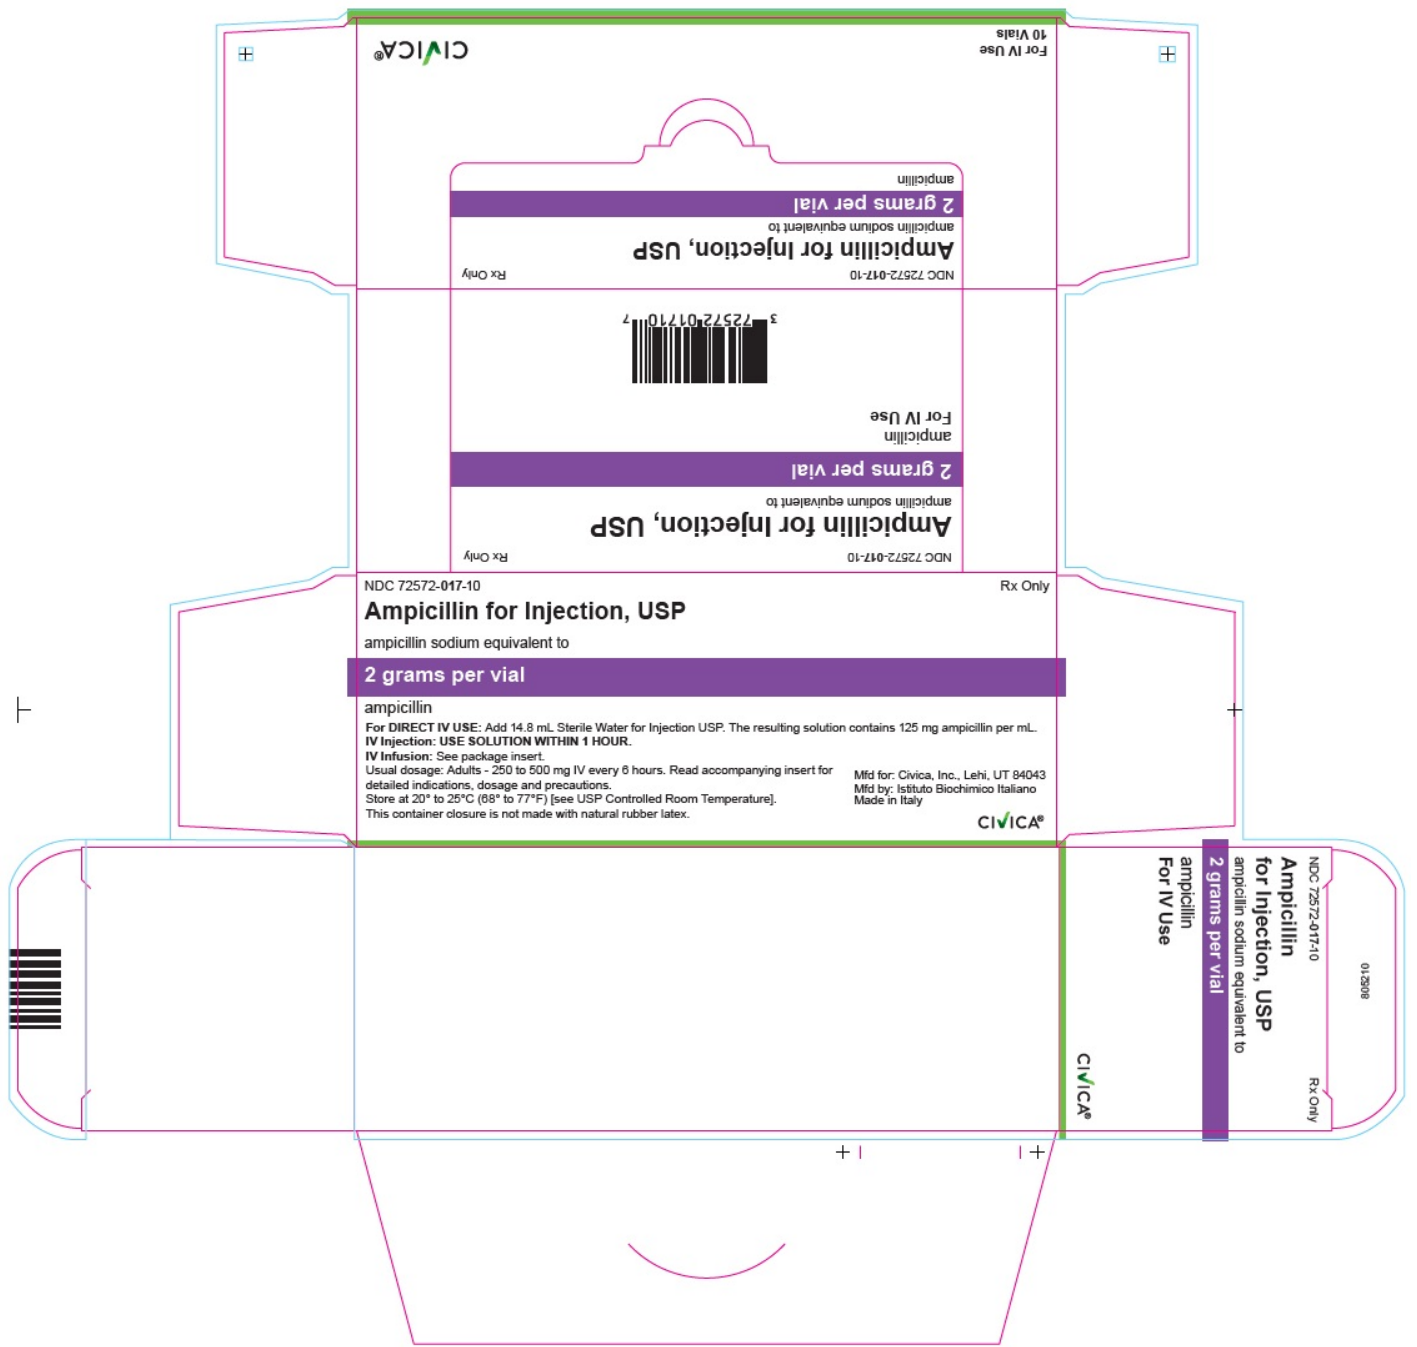 CIVICA®
For IV Use
10 Vials
ampicillin
2 grams per vial
ampicillin sodium equivalent to
Ampicillin for Injection, USP
NDC 72572-017-10
Rx Only
3 72572-01710 7
For IV Use
ampicillin
2 grams per vial
ampicillin sodium equivalent to
Ampicillin for Injection, USP
NDC 72572-017-10
Rx Only
NDC 72572-017-10
Rx Only
Ampicillin for Injection, USP
ampicillin sodium equivalent to
2 grams per vial
ampicillin
For DIRECT IV USE: Add 14.8 mL Sterile Water for Injection USP. The resulting solution contains 125 mg ampicillin per mL.
IV Injection: USE SOLUTION WITHIN 1 HOUR.
IV Infusion: See package insert.
Usual dosage: Adults - 250 to 500 mg IV every 6 hours. Read accompanying insert for
detailed indications, dosage and precautions.
Store at 20° to 25°C (68° to 77°F) [see USP Controlled Room Temperature].
This container closure is not made with natural rubber latex.
Mfd for: Civica, Inc., Lehi, UT 84043
Mfd by: Istituto Biochimico Italiano
Made in Italy
CIVICA®
NDC 72572-017-10
Rx Only
Ampicillin
for Injection, USP
ampicillin sodium equivalent to
2 grams per vial
ampicillin
For IV Use
CIVICA®
805210